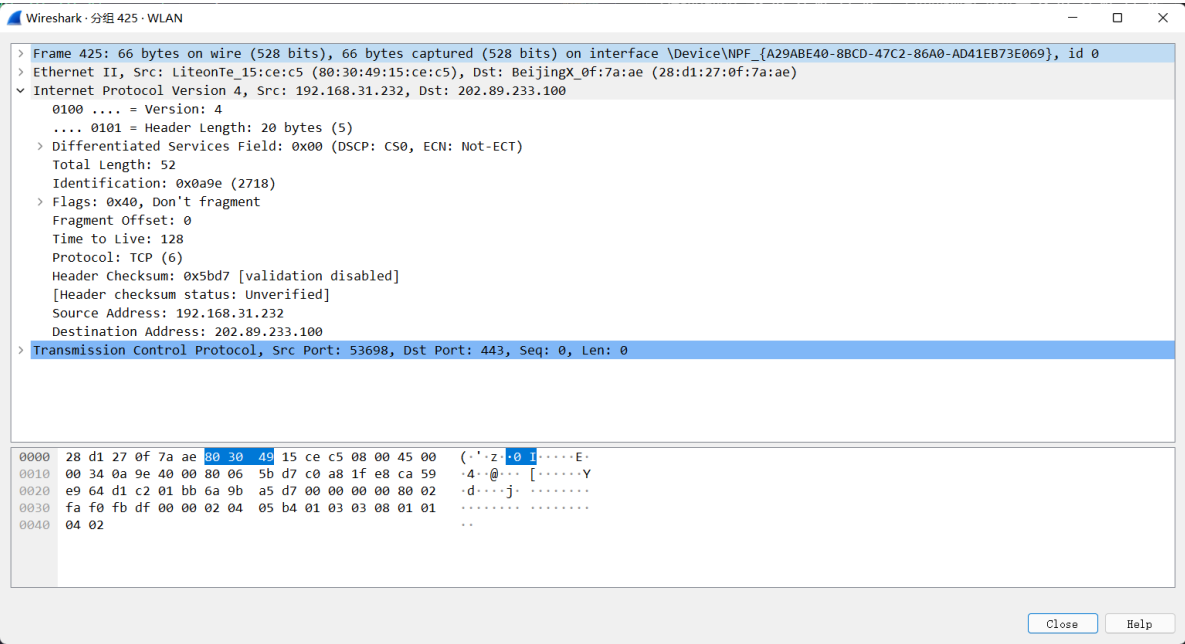 Wireshark · 分组 425 · WLAN
Frame 425: 66 bytes on wire (528 bits), 66 bytes captured (528 bits) on interface \Device\NPF_{A29ABE40-8BCD-47C2-86A0-AD41EB73E069}, id 0
Ethernet II, Src: LiteonTe_15:ce:c5 (80:30:49:15:ce:c5), Dst: BeijingX_0f:7a:ae (28:d1:27:0f:7a:ae)
Internet Protocol Version 4, Src: 192.168.31.232, Dst: 202.89.233.100
0100 .... = Version: 4
.... 0101 = Header Length: 20 bytes (5)
Differentiated Services Field: 0x00 (DSCP: CS0, ECN: Not-ECT)
Total Length: 52
Identification: 0x0a9e (2718)
Flags: 0x40, Don't fragment
Fragment Offset: 0
Time to Live: 128
Protocol: TCP (6)
Header Checksum: 0x5bd7 [validation disabled]
[Header checksum status: Unverified]
Source Address: 192.168.31.232
Destination Address: 202.89.233.100
Transmission Control Protocol, Src Port: 53698, Dst Port: 443, Seq: 0, Len: 0
0000 28 d1 27 0f 7a ae 80 30 49 15 ce c5 08 00 45 00 (·'·z··0 I·····E·
0010 00 34 0a 9e 40 00 80 06 5b d7 c0 a8 1f e8 ca 59 ·4··@··· [······Y
0020 e9 64 d1 c2 01 bb 6a 9b a5 d7 00 00 00 00 80 02 ·d····j· ········
0030 fa f0 fb df 00 00 02 04 05 b4 01 03 03 08 01 01 ········ ········
0040 04 02 ··
Close Help